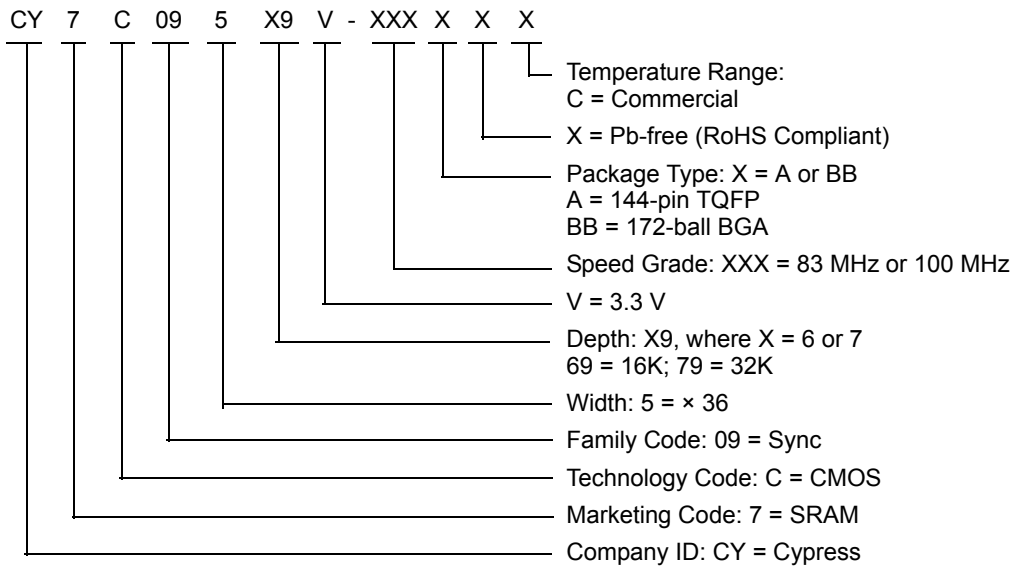 CY 7 C 09 5 X9 V - XXX X X X
Temperature Range:
C = Commercial
X = Pb-free (RoHS Compliant)
Package Type: X = A or BB
A = 144-pin TQFP
BB = 172-ball BGA
Speed Grade: XXX = 83 MHz or 100 MHz
V = 3.3 V
Depth: X9, where X = 6 or 7
69 = 16K; 79 = 32K
Width: 5 = × 36
Family Code: 09 = Sync
Technology Code: C = CMOS
Marketing Code: 7 = SRAM
Company ID: CY = Cypress